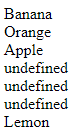 Banana
Orange
Apple
undefined
undefined
undefined
Lemon